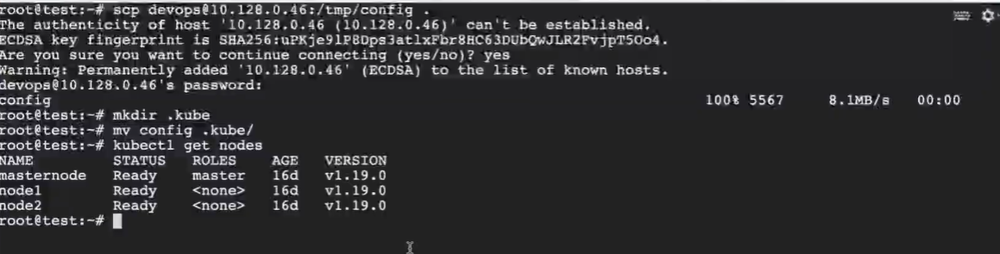 root@test:~# scp devops@10.128.0.46:/tmp/config .
The authenticity of host '10.128.0.46 (10.128.0.46)' can't be established.
ECDSA key fingerprint is SHA256:uPKje9lP8Dps3atlxFbr8HC63DUbQwJLRZFvjpT5Oo4.
Are you sure you want to continue connecting (yes/no)? yes
Warning: Permanently added '10.128.0.46' (ECDSA) to the list of known hosts.
devops@10.128.0.46's password:
config 100% 5567 8.1MB/s 00:00
root@test:~# mkdir .kube
root@test:~# mv config .kube/
root@test:~# kubectl get nodes
NAME STATUS ROLES AGE VERSION
masternode Ready master 16d v1.19.0
node1 Ready <none> 16d v1.19.0
node2 Ready <none> 16d v1.19.0
root@test:~#